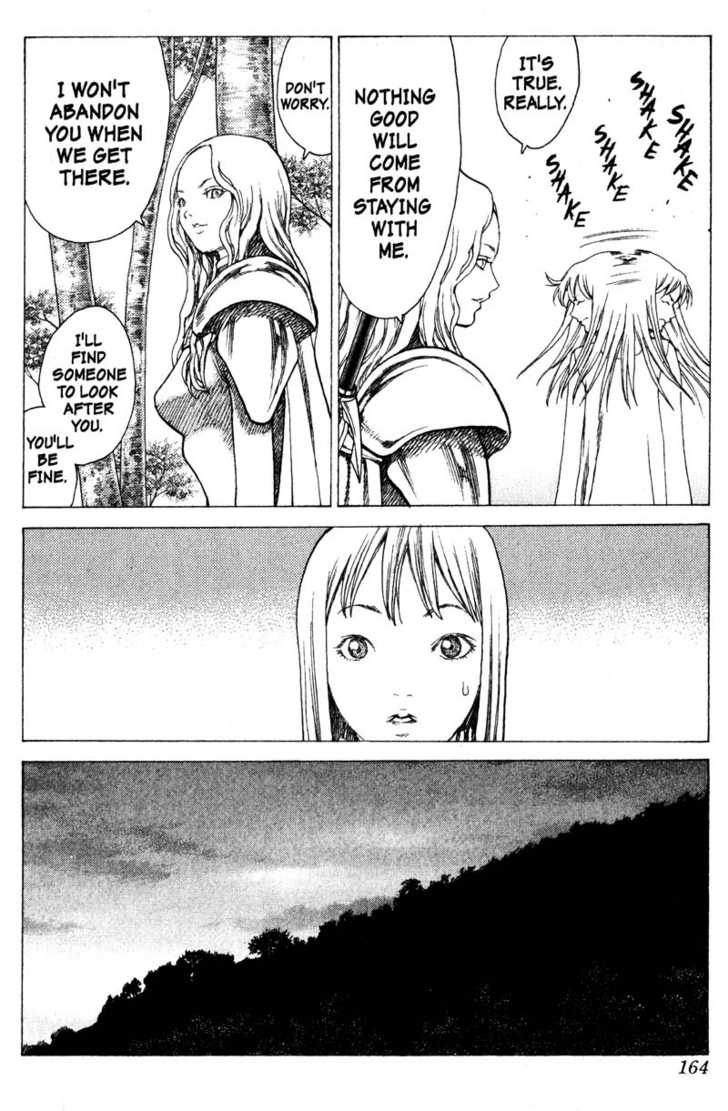 IT'S
TRUE.
REALLY.
SHAKE
SHAKE
SHAKE
SHAKE
NOTHING
GOOD
WILL
COME
FROM
STAYING
WITH
ME.
DON'T
WORRY.
I WON'T
ABANDON
YOU WHEN
WE GET
THERE.
I'LL
FIND
SOMEONE
TO LOOK
AFTER
YOU.
YOU'LL
BE
FINE.
164